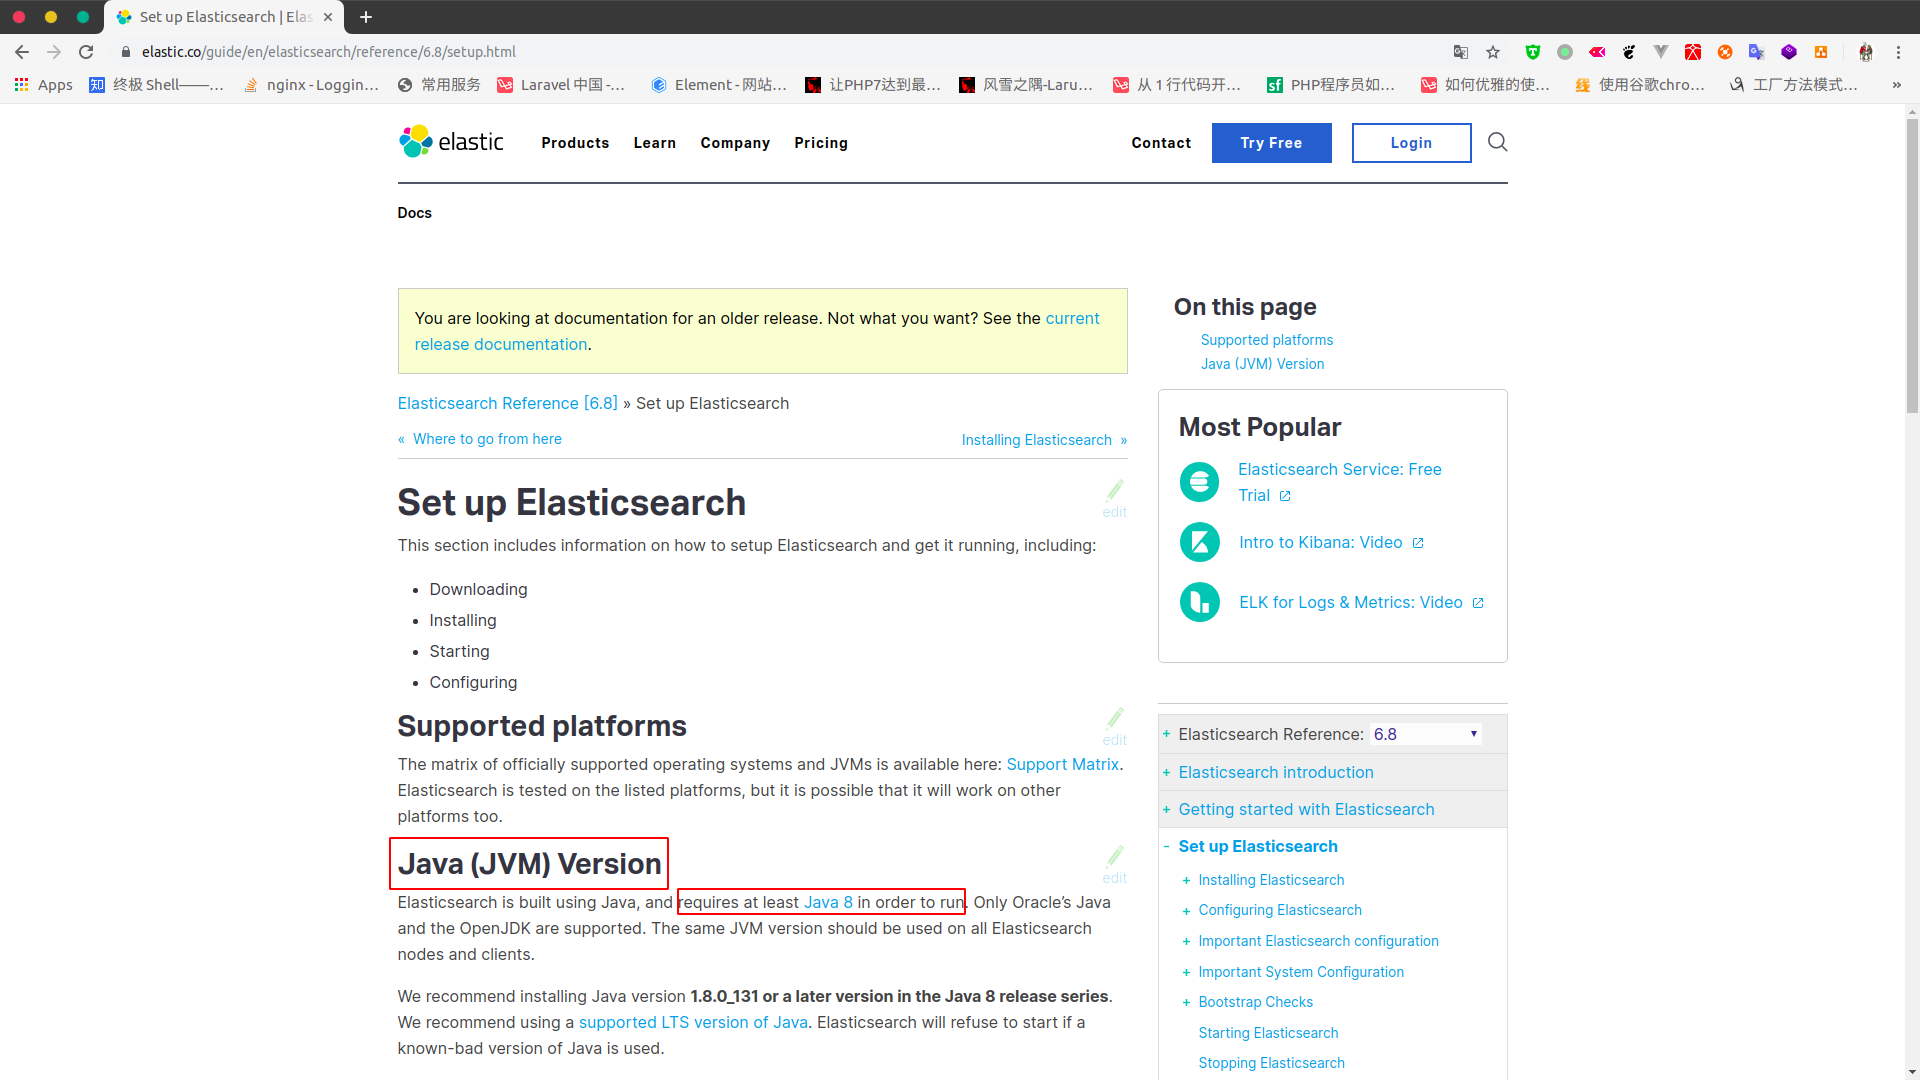 Set up Elasticsearch | Elas
elastic.co/guide/en/elasticsearch/reference/6.8/setup.html
Apps
知 终极 Shell——…
nginx - Loggin…
常用服务
Laravel 中国 -…
Element - 网站…
让PHP7达到最…
风雪之隅-Laru…
从 1 行代码开…
sf PHP程序员如…
如何优雅的使…
使用谷歌chro…
工厂方法模式…
»
elastic
Products
Learn
Company
Pricing
Contact
Try Free
Login
Docs
You are looking at documentation for an older release. Not what you want? See the current
release documentation.
Elasticsearch Reference [6.8] » Set up Elasticsearch
« Where to go from here
Installing Elasticsearch »
Set up Elasticsearch
edit
This section includes information on how to setup Elasticsearch and get it running, including:
• Downloading
• Installing
• Starting
• Configuring
Supported platforms
edit
The matrix of officially supported operating systems and JVMs is available here: Support Matrix.
Elasticsearch is tested on the listed platforms, but it is possible that it will work on other
platforms too.
Java (JVM) Version
edit
Elasticsearch is built using Java, and requires at least Java 8 in order to run. Only Oracle’s Java
and the OpenJDK are supported. The same JVM version should be used on all Elasticsearch
nodes and clients.
We recommend installing Java version 1.8.0_131 or a later version in the Java 8 release series.
We recommend using a supported LTS version of Java. Elasticsearch will refuse to start if a
known-bad version of Java is used.
On this page
Supported platforms
Java (JVM) Version
Most Popular
Elasticsearch Service: Free
Trial
Intro to Kibana: Video
ELK for Logs & Metrics: Video
+ Elasticsearch Reference: 6.8
+ Elasticsearch introduction
+ Getting started with Elasticsearch
- Set up Elasticsearch
+ Installing Elasticsearch
+ Configuring Elasticsearch
+ Important Elasticsearch configuration
+ Important System Configuration
+ Bootstrap Checks
Starting Elasticsearch
Stopping Elasticsearch